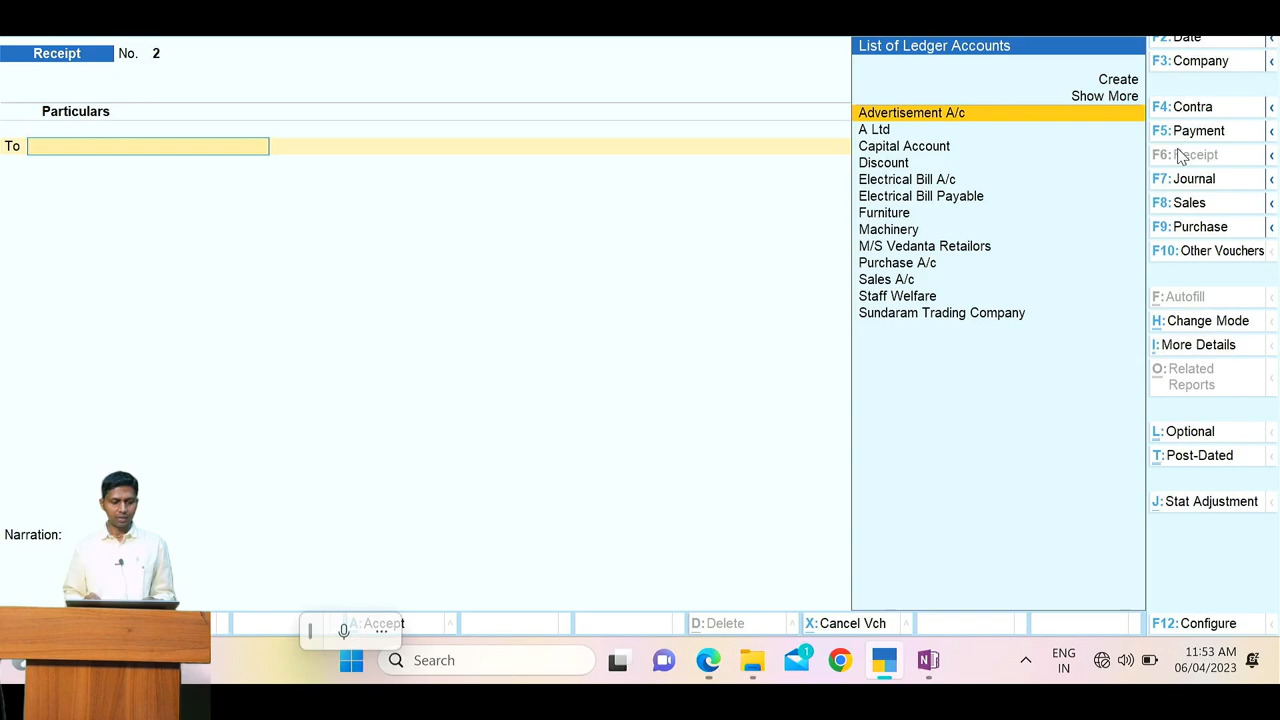 F2: Date
Receipt No. 2
List of Ledger Accounts
F3: Company
Create
Show More
Particulars
Advertisement A/c
F4: Contra
A Ltd
F5: Payment
To
Capital Account
F6: Receipt
Discount
Electrical Bill A/c
F7: Journal
Electrical Bill Payable
F8: Sales
Furniture
Machinery
F9: Purchase
M/S Vedanta Retailors
F10: Other Vouchers
Purchase A/c
Sales A/c
Staff Welfare
F: Autofill
Sundaram Trading Company
H: Change Mode
I: More Details
O: Related
Reports
L: Optional
T: Post-Dated
J: Stat Adjustment
Narration:
A: Accept
D: Delete
X: Cancel Vch
F12: Configure
Search
1
ENG
IN
11:53 AM
06/04/2023